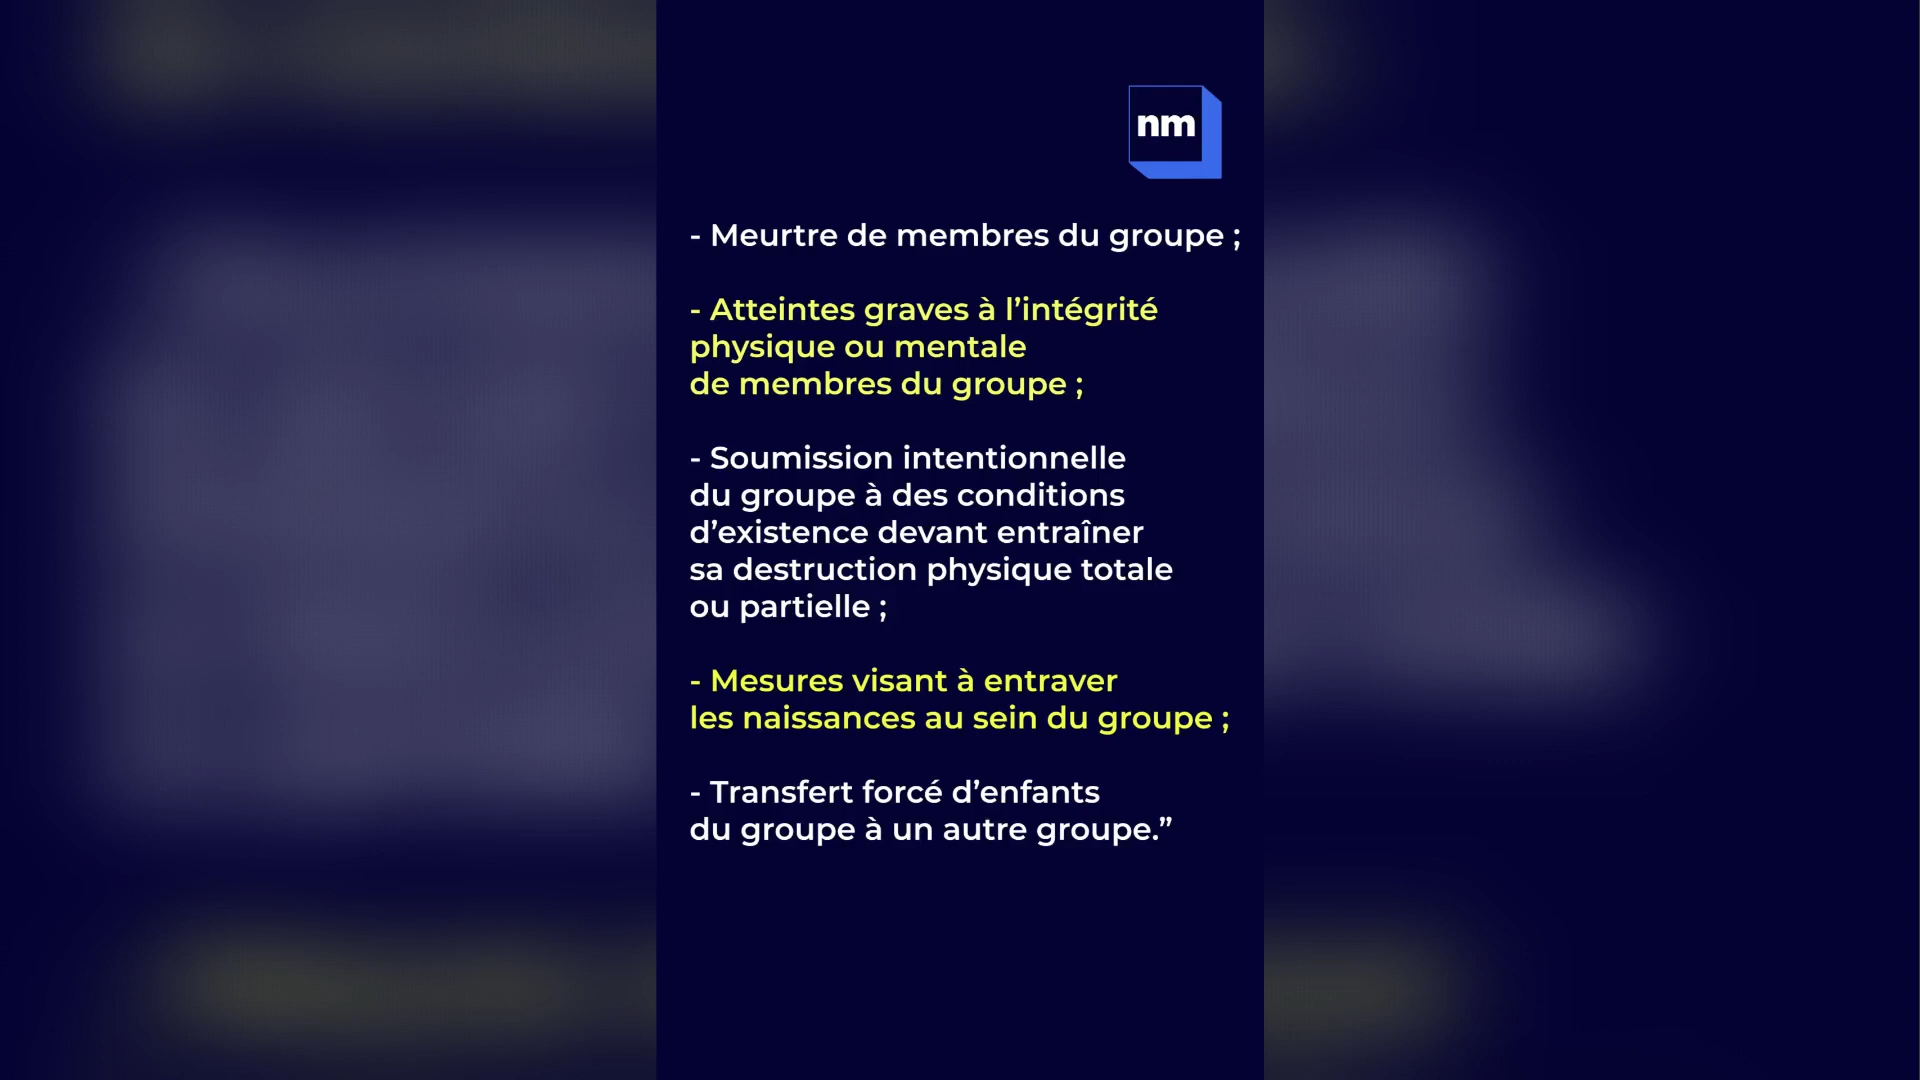 nm
- Meurtre de membres du groupe ;
- Atteintes graves à l’intégrité
physique ou mentale
de membres du groupe ;
- Soumission intentionnelle
du groupe à des conditions
d’existence devant entraîner
sa destruction physique totale
ou partielle ;
- Mesures visant à entraver
les naissances au sein du groupe ;
- Transfert forcé d’enfants
du groupe à un autre groupe.”